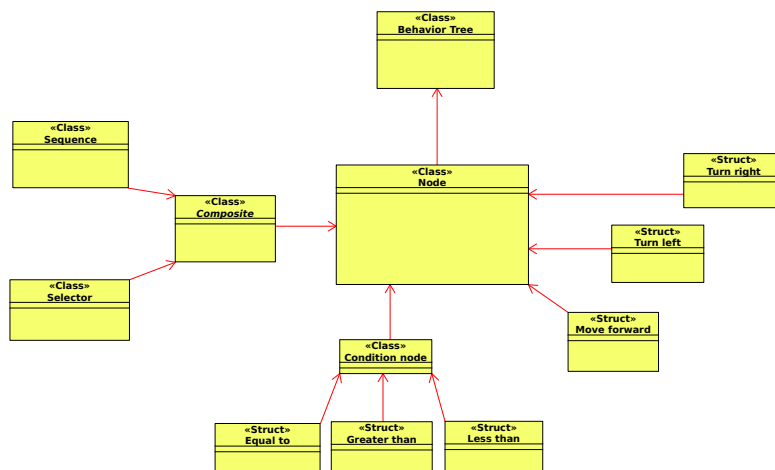 «Class»
Behavior Tree
«Class»
Sequence
«Class»
Composite
«Class»
Selector
«Class»
Node
«Struct»
Turn right
«Struct»
Turn left
«Struct»
Move forward
«Class»
Condition node
«Struct»
Equal to
«Struct»
Greater than
«Struct»
Less than